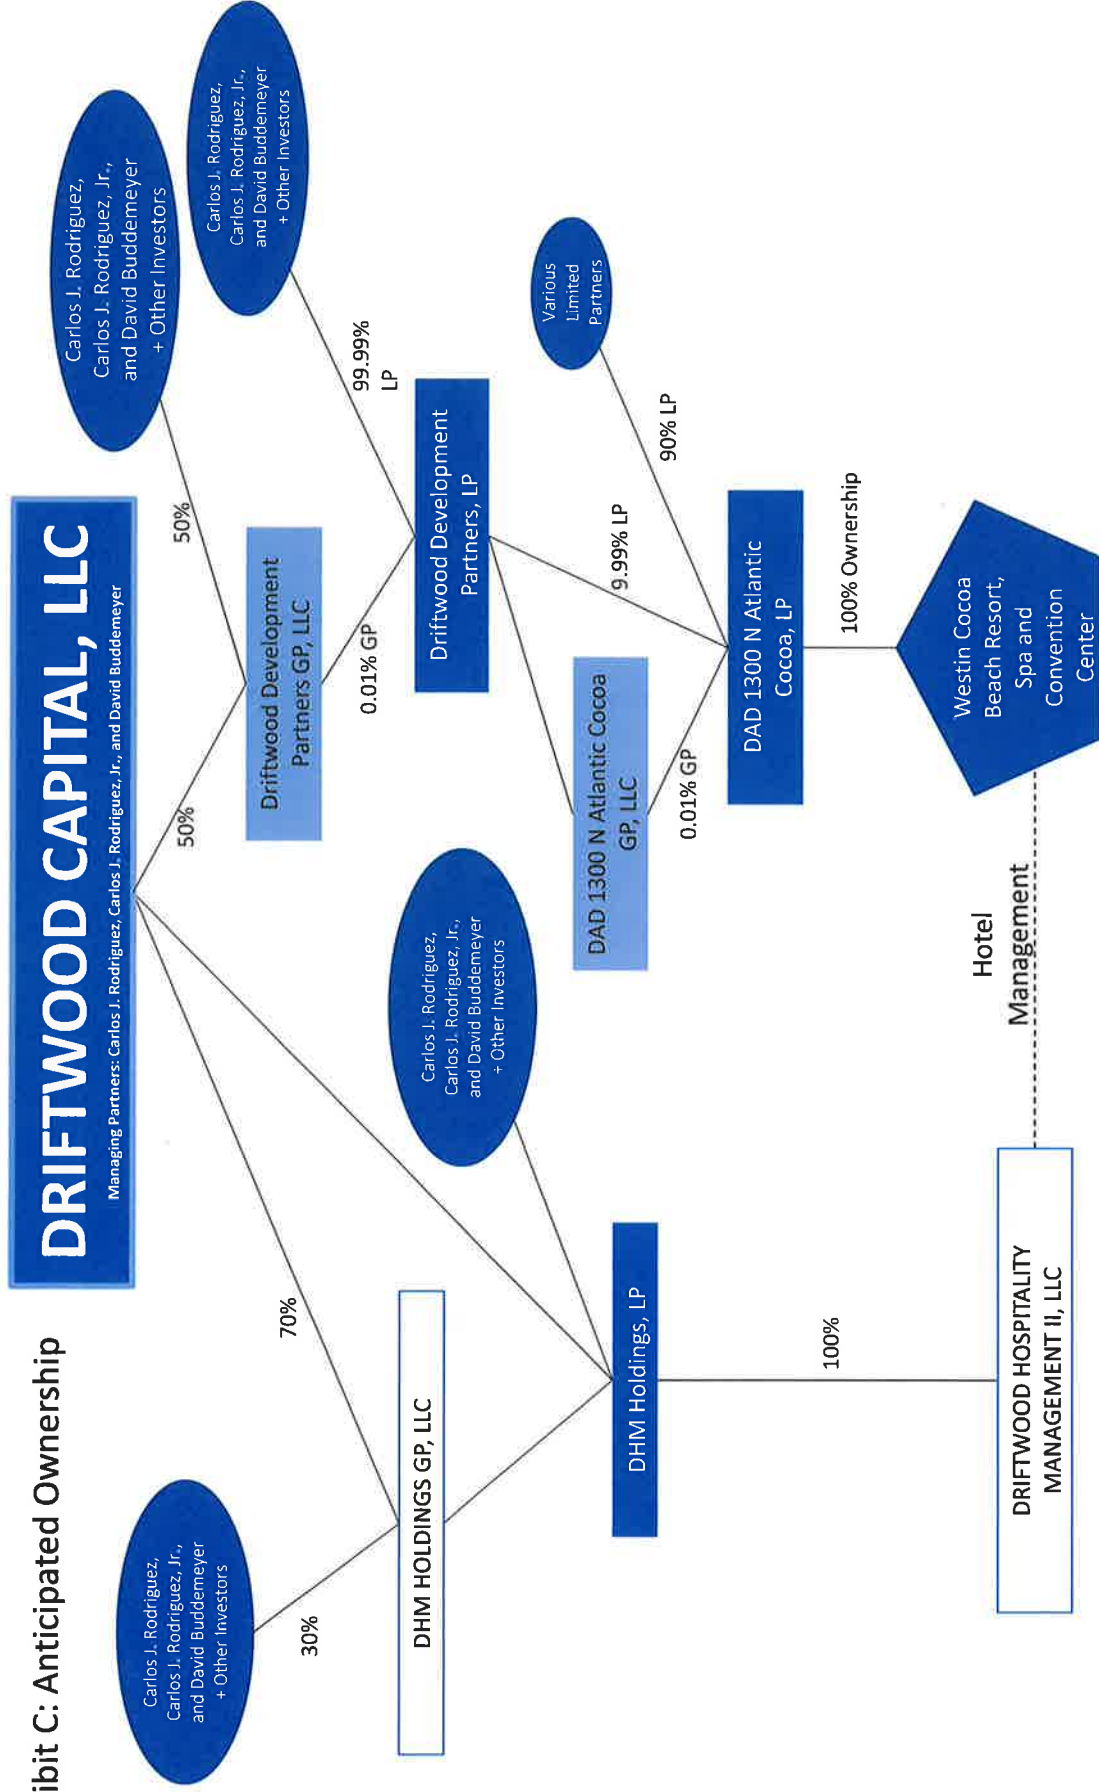 ibit C: Anticipated Ownership
DRIFTWOOD CAPITAL, LLC
Managing Partners: Carlos J. Rodriguez, Carlos J. Rodriguez, Jr., and David Buddemeyer
Carlos J. Rodriguez,
Carlos J. Rodriguez, Jr.,
and David Buddemeyer
+ Other Investors
30%
70%
50%
50%
Carlos J. Rodriguez,
Carlos J. Rodriguez, Jr.,
and David Buddemeyer
+ Other Investors
Driftwood Development
Partners GP, LLC
Carlos J. Rodriguez,
Carlos J. Rodriguez, Jr.,
and David Buddemeyer
+ Other Investors
0.01% GP
99.99%
LP
DHM HOLDINGS GP, LLC
Carlos J. Rodriguez,
Carlos J. Rodriguez, Jr.,
and David Buddemeyer
+ Other Investors
Driftwood Development
Partners, LP
Various
Limited
Partners
DHM Holdings, LP
DAD 1300 N Atlantic Cocoa
GP, LLC
9.99% LP
90% LP
0.01% GP
DAD 1300 N Atlantic
Cocoa, LP
100%
100% Ownership
DRIFTWOOD HOSPITALITY
MANAGEMENT II, LLC
Hotel
Management
Westin Cocoa
Beach Resort,
Spa and
Convention
Center